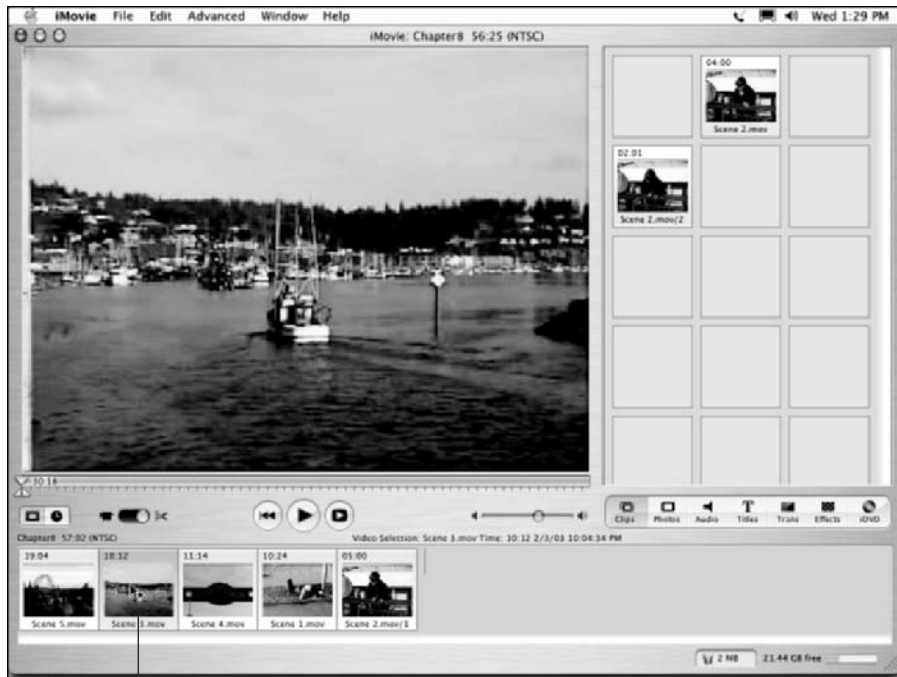 iMovie File Edit Advanced Window Help Wed 1:29 PM
iMovie: Chapter8 56:25 (NTSC)
04:00
Scene 2.mov
02:01
Scene 2.mov/2
30:16
Clips Photos Audio Titles Trans Effects iDVD
Chapter8 57:02 (NTSC) Video Selection: Scene 3.mov Time: 10:12 2/3/03 10:04:34 PM
19:04 10:12 11:14 10:24 05:00
Scene 5.mov Scene 3.mov Scene 4.mov Scene 1.mov Scene 2.mov/1
2 MB 21.44 GB free